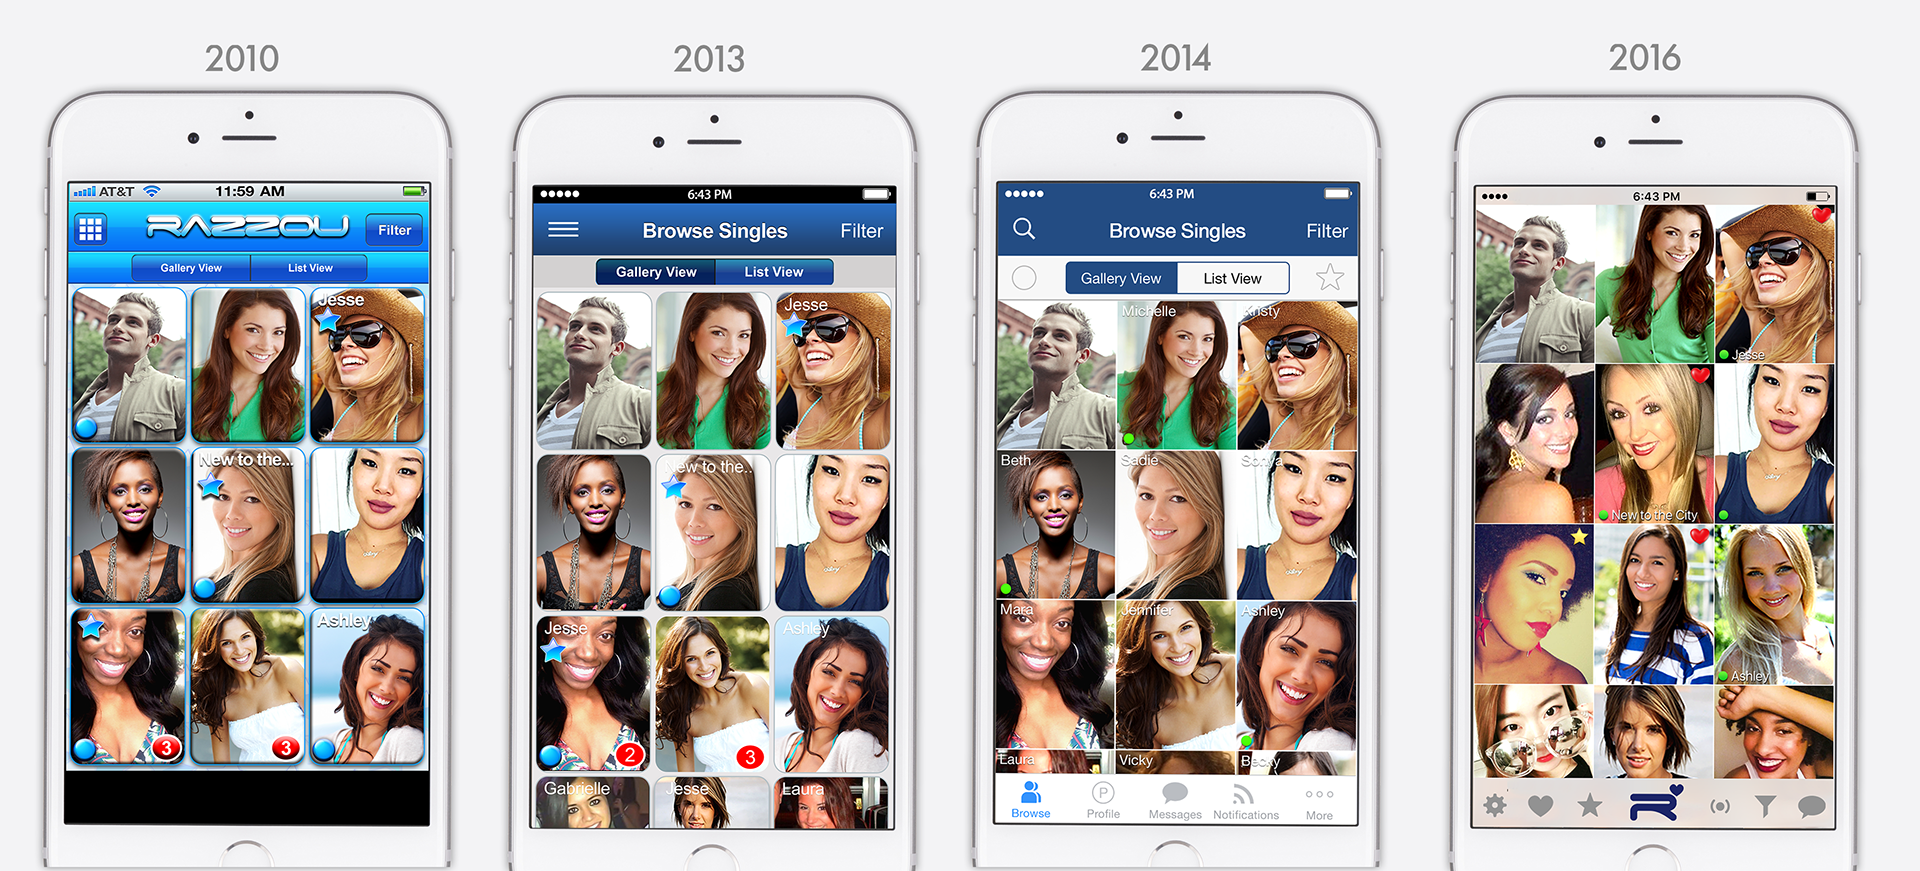 2010
2013
2014
2016
AT&T
11:59 AM
RAZZOU
Filter
Gallery View
List View
Jesse
New to the...
Ashley
3
3
6:43 PM
Browse Singles
Filter
Gallery View
List View
Jesse
New to the..
Jesse
Ashley
2
3
Gabrielle
Jesse
Laura
6:43 PM
Browse Singles
Filter
Gallery View
List View
Michelle
Kristy
Beth
Sadie
Sonya
Mara
Jennifer
Ashley
Laura
Vicky
Becky
Browse
P
Profile
Messages
Notifications
More
6:43 PM
Jesse
New to the City
Ashley
R